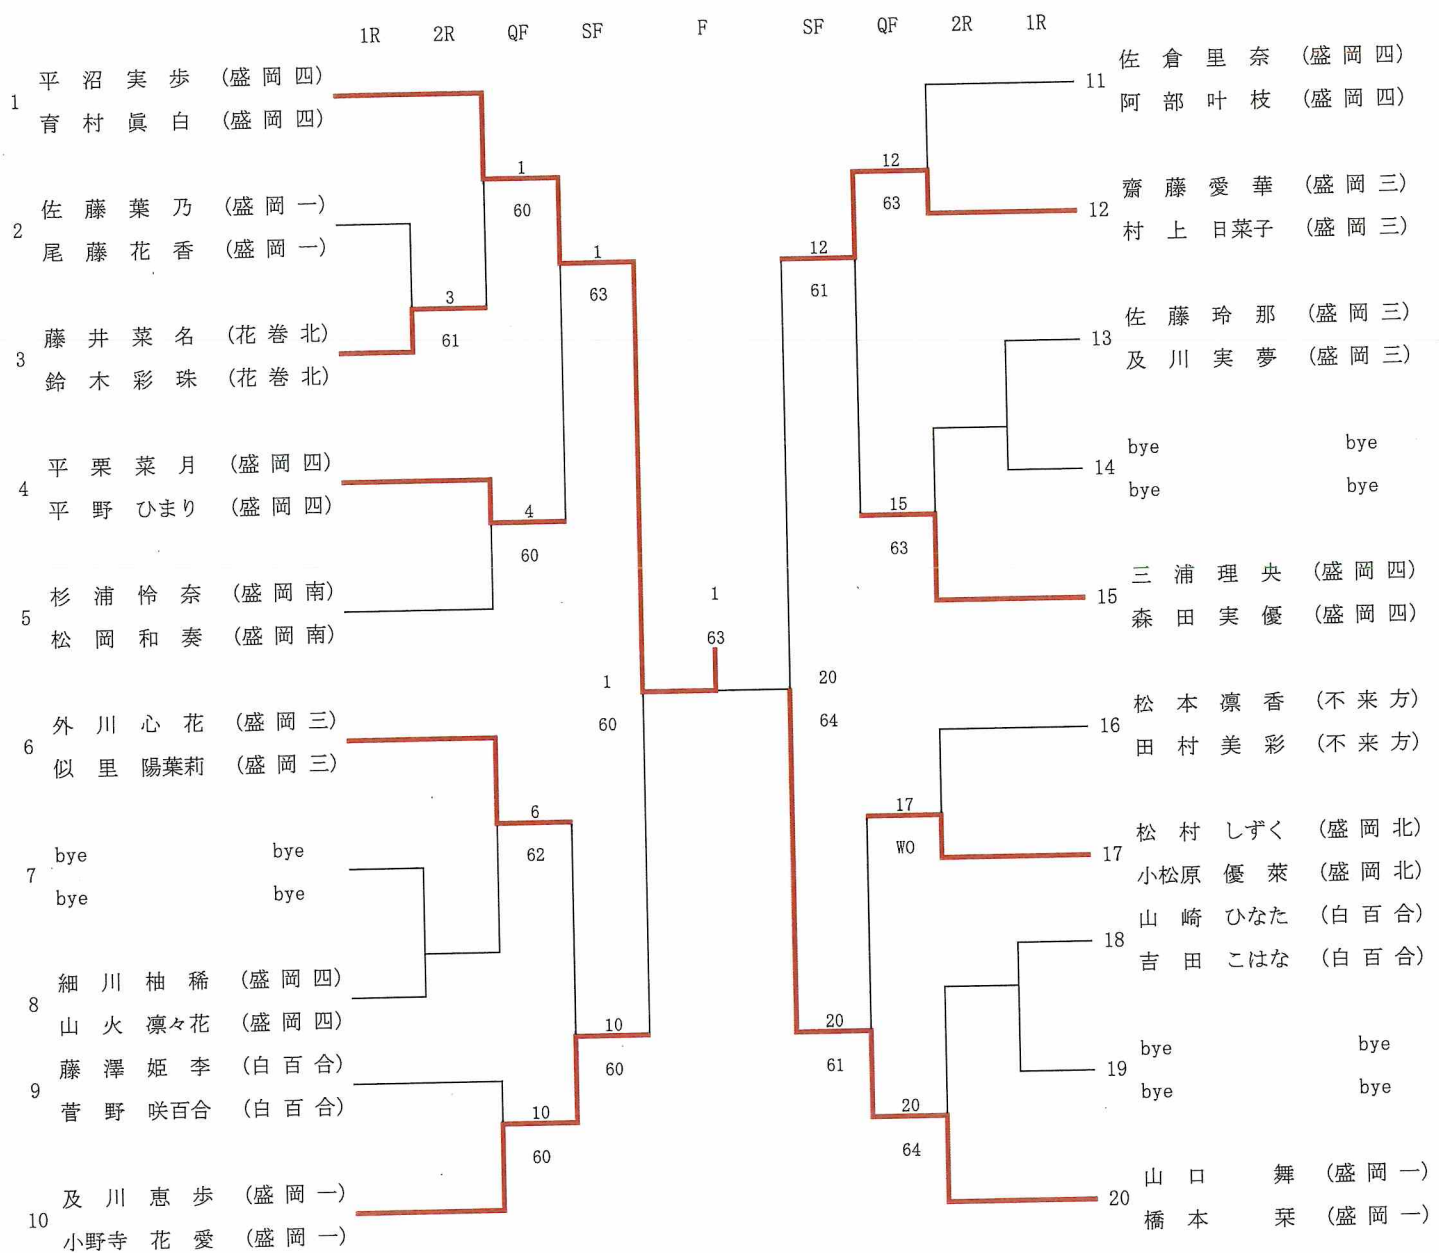 1R 2R QF SF F SF QF 2R 1R
1 平 沼 実 歩 (盛 岡 四)
育 村 眞 白 (盛 岡 四)
2 佐 藤 葉 乃 (盛 岡 一)
尾 藤 花 香 (盛 岡 一)
3 藤 井 菜 名 (花 巻 北)
鈴 木 彩 珠 (花 巻 北)
4 平 栗 菜 月 (盛 岡 四)
平 野 ひまり (盛 岡 四)
5 杉 浦 怜 奈 (盛 岡 南)
松 岡 和 奏 (盛 岡 南)
6 外 川 心 花 (盛 岡 三)
似 里 陽葉莉 (盛 岡 三)
7 bye bye
bye bye
8 細 川 柚 稀 (盛 岡 四)
山 火 凛々花 (盛 岡 四)
9 藤 澤 姫 李 (白 百 合)
菅 野 咲百合 (白 百 合)
10 及 川 恵 歩 (盛 岡 一)
小野寺 花 愛 (盛 岡 一)
3
61
1
60
4
60
6
62
10
60
1
63
10
60
1
60
1
63
20
64
12
61
20
61
12
63
15
63
17
WO
20
64
11 佐 倉 里 奈 (盛 岡 四)
阿 部 叶 枝 (盛 岡 四)
12 齋 藤 愛 華 (盛 岡 三)
村 上 日菜子 (盛 岡 三)
13 佐 藤 玲 那 (盛 岡 三)
及 川 実 夢 (盛 岡 三)
14 bye bye
bye bye
15 三 浦 理 央 (盛 岡 四)
森 田 実 優 (盛 岡 四)
16 松 本 凛 香 (不 来 方)
田 村 美 彩 (不 来 方)
17 松 村 しずく (盛 岡 北)
小松原 優 萊 (盛 岡 北)
18 山 崎 ひなた (白 百 合)
吉 田 こはな (白 百 合)
19 bye bye
bye bye
20 山 口 舞 (盛 岡 一)
橋 本 栞 (盛 岡 一)